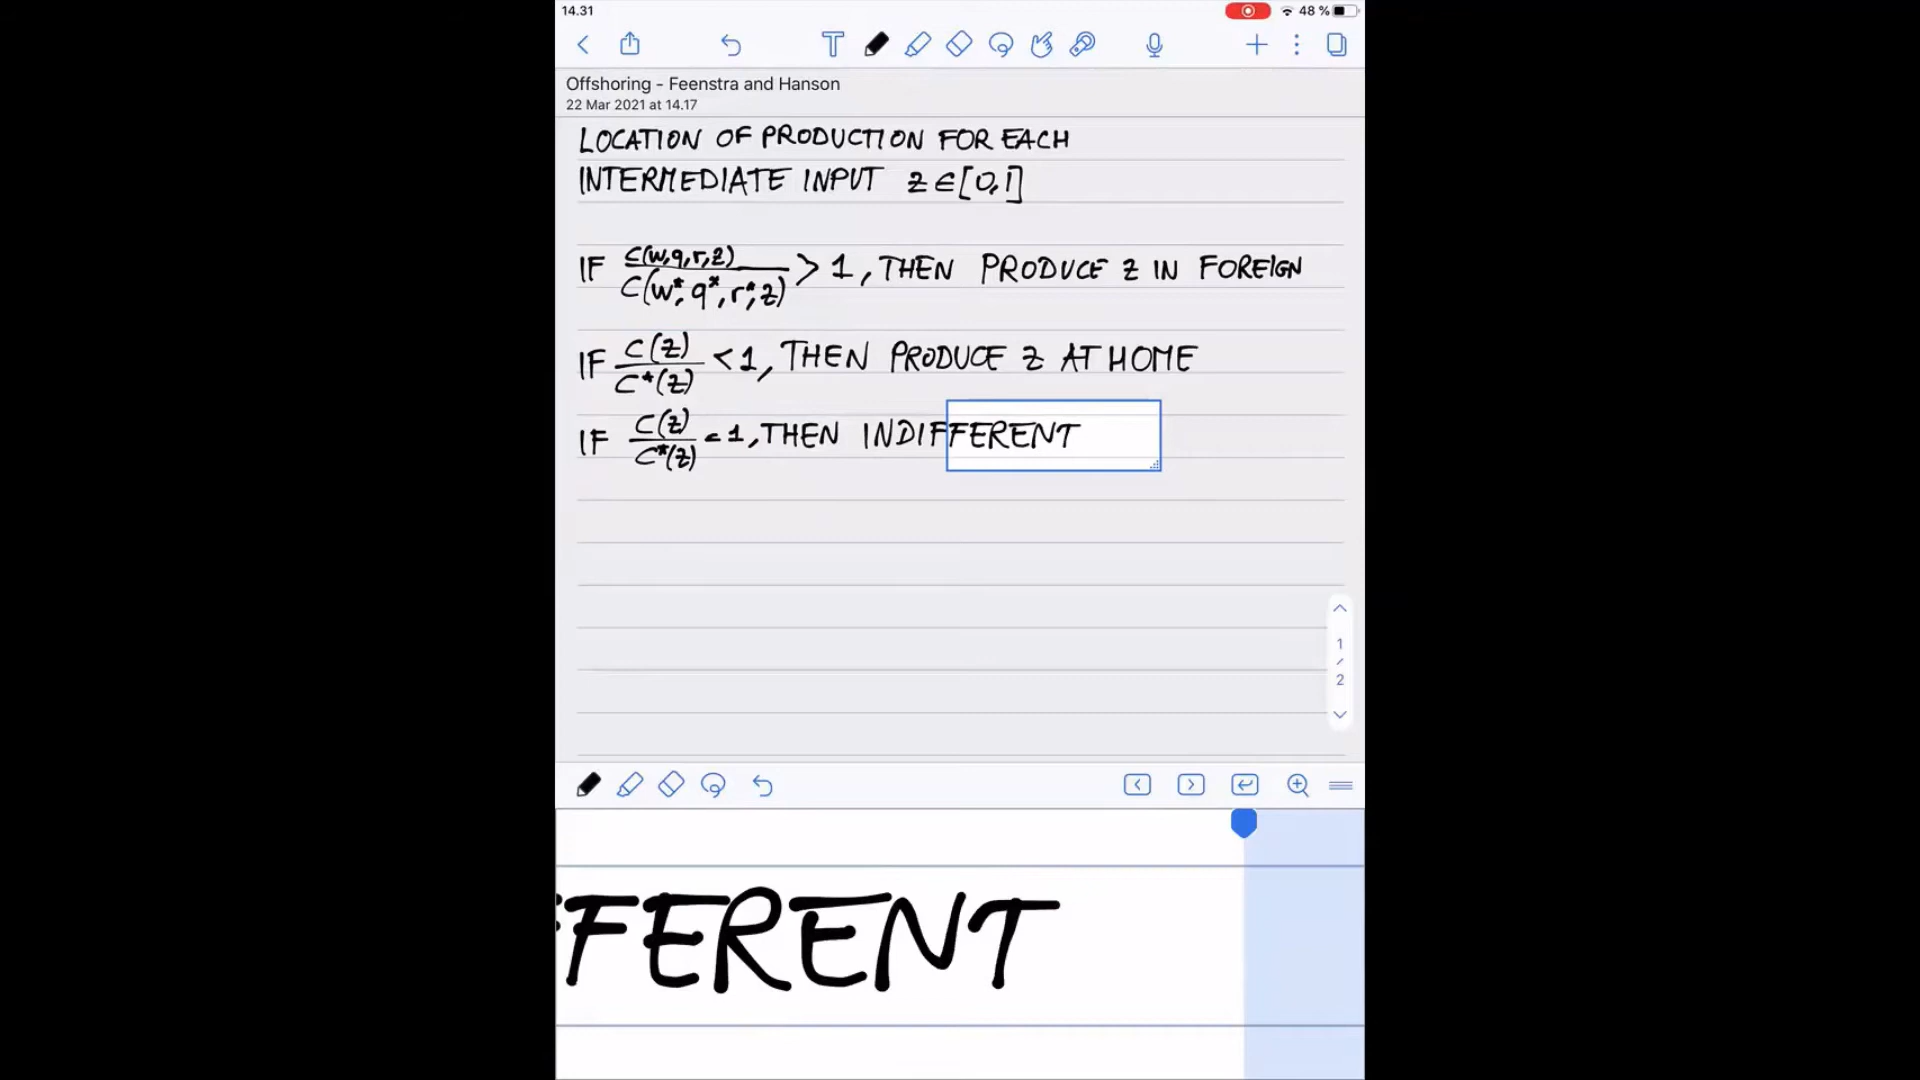 14.31
48 %
T
Offshoring - Feenstra and Hanson
22 Mar 2021 at 14.17
LOCATION OF PRODUCTION FOR EACH
INTERMEDIATE INPUT z ∈ [0,1]
IF C(w,q,r,z) / C(w*,q*,r*,z) > 1, THEN PRODUCE z IN FOREIGN
IF C(z) / C*(z) < 1, THEN PRODUCE z AT HOME
IF C(z) / C*(z) = 1, THEN INDIFFERENT
1
/
2
FFERENT